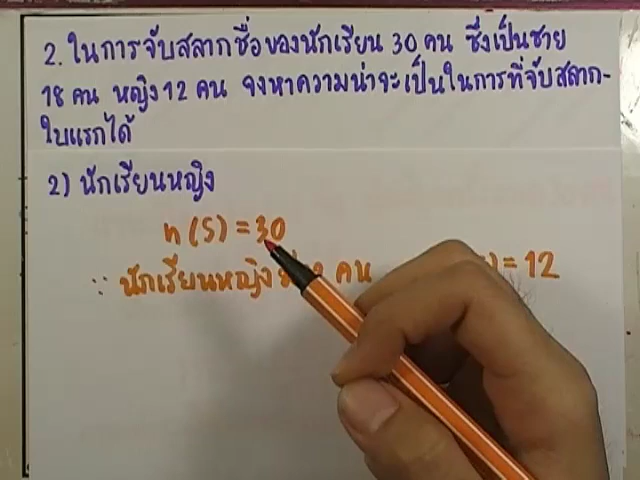 2. ในการจับสลากชื่อของนักเรียน 30 คน ซึ่งเป็นชาย
18 คน หญิง 12 คน จงหาความน่าจะเป็นในการที่จับสลาก-
ใบแรกได้
2) นักเรียนหญิง
n (S) = 30
∵ นักเรียนหญิง คน ) = 12